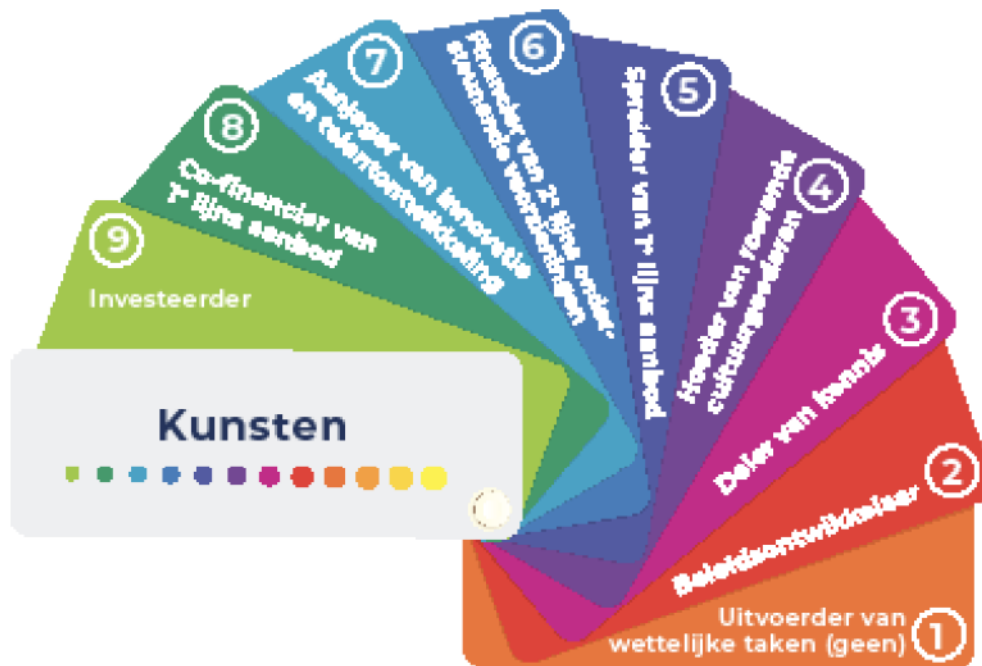 9
Investeerder
8
Co-financier van
1e lijns aanbod
7
Aanjager van innovatie
en talentontwikkeling
6
Financier van 2e lijns onder-
steunende voorzieningen
5
Spreider van 1e lijns aanbod
4
Hoeder van roerende
cultuurgoederen
3
Deler van kennis
2
Beleidsontwikkelaar
Uitvoerder van
wettelijke taken (geen)
1
Kunsten